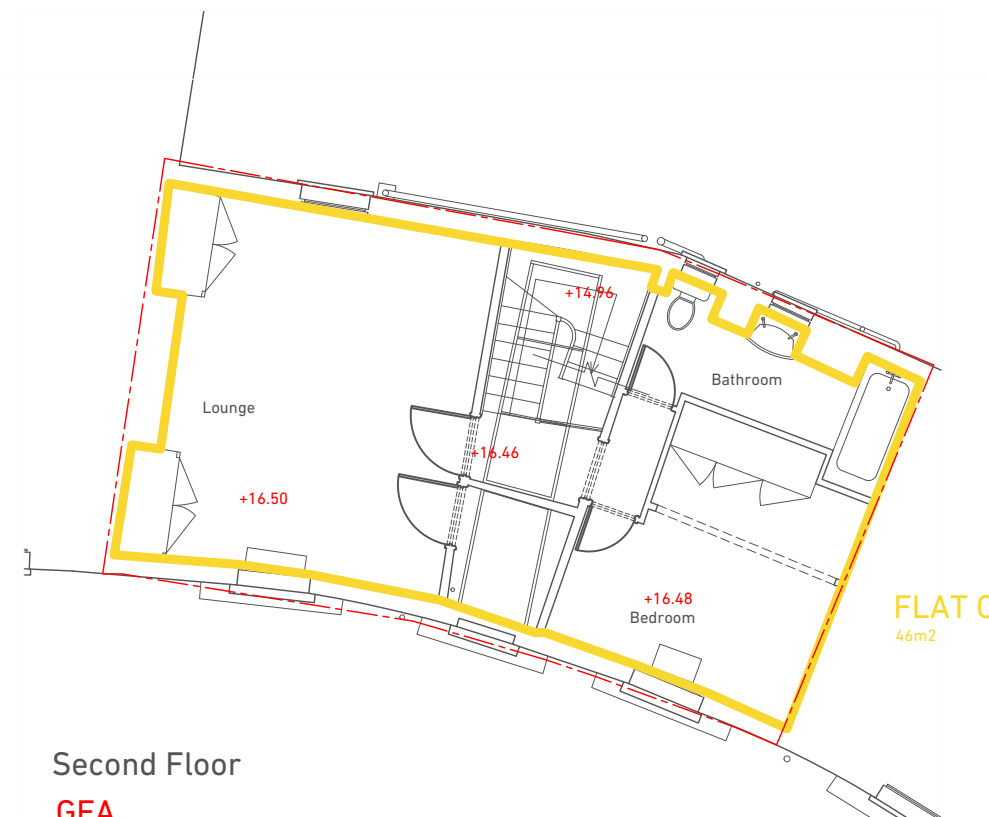 +14.96
Bathroom
Lounge
+16.46
+16.50
+16.48
Bedroom
FLAT
46m2
Second Floor
GEA